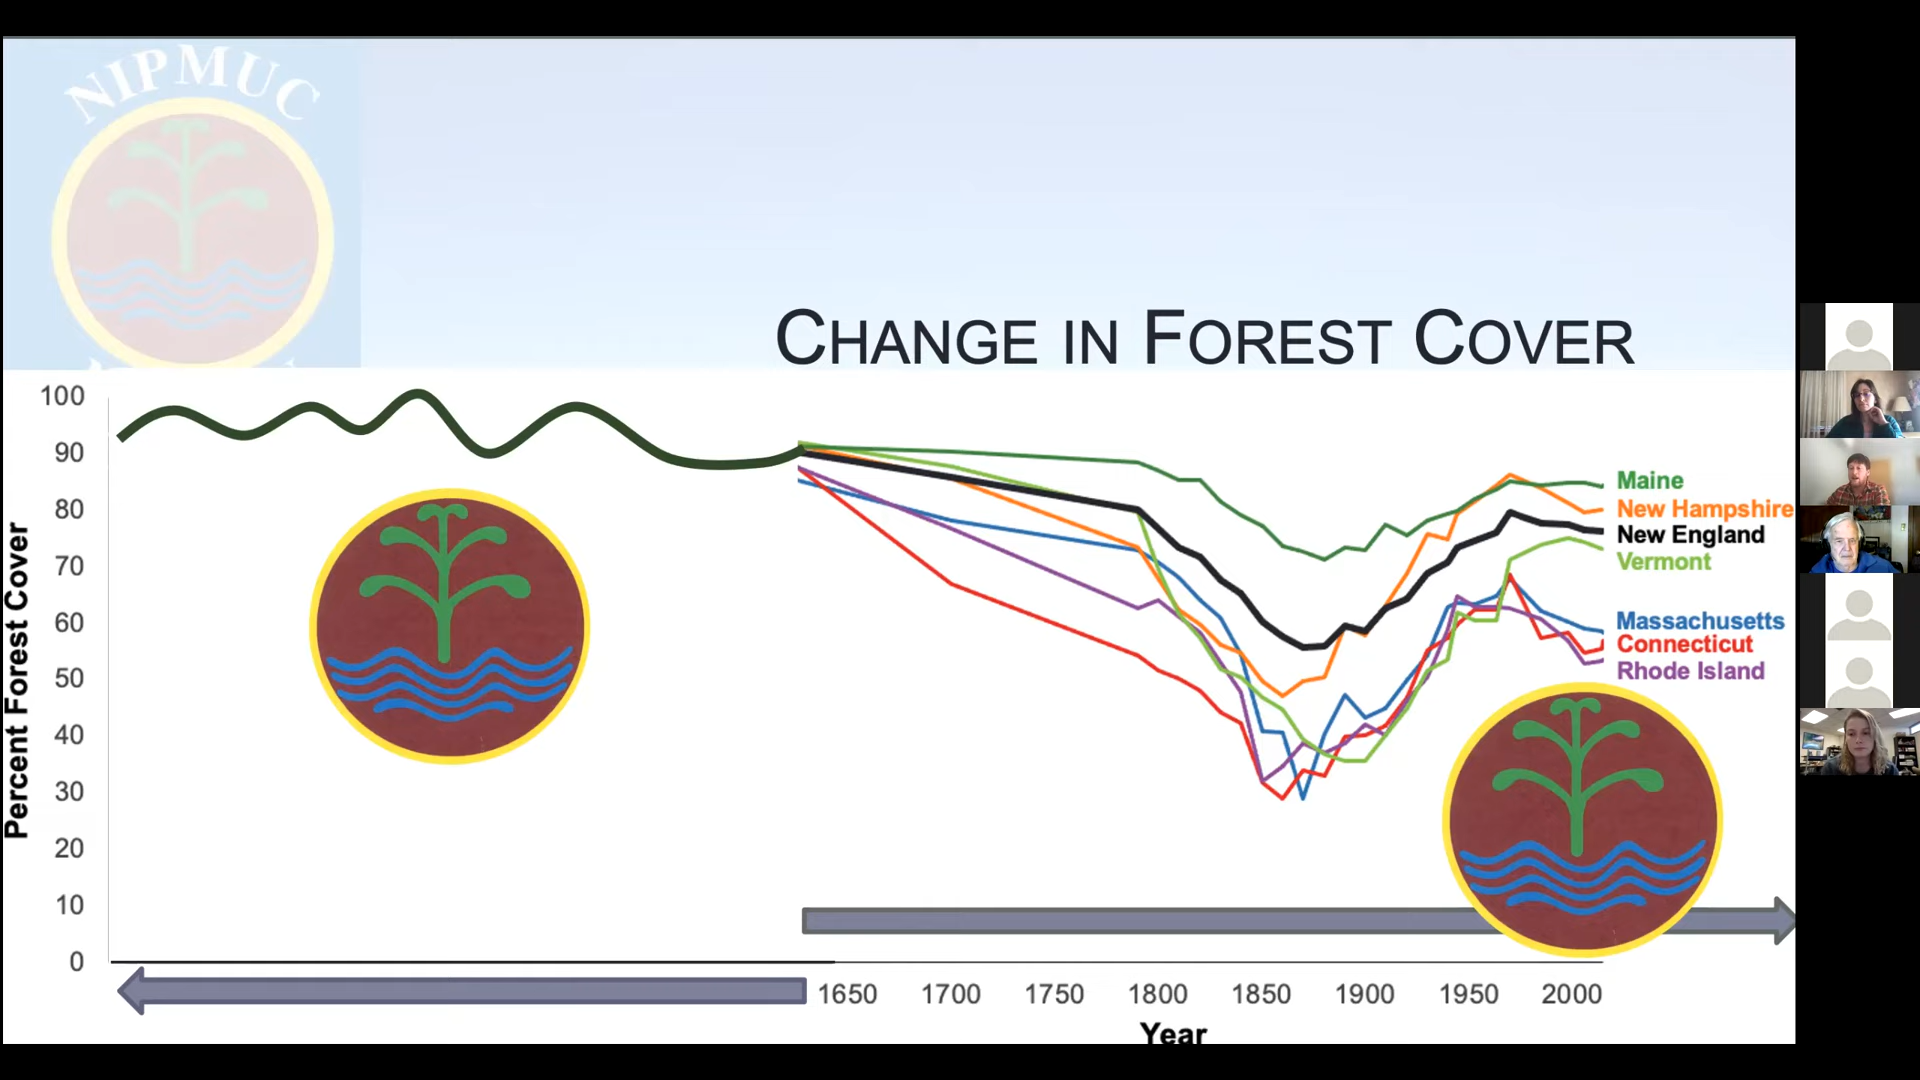 NIPMUC
CHANGE IN FOREST COVER
100
90
80
70
60
50
40
30
20
10
0
Percent Forest Cover
Maine
New Hampshire
New England
Vermont
Massachusetts
Connecticut
Rhode Island
1650 1700 1750 1800 1850 1900 1950 2000
Year